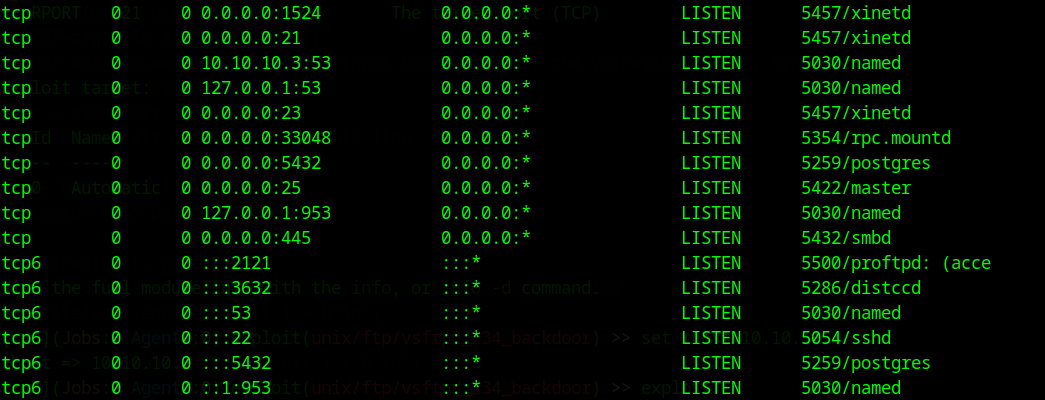 tcp 0 0 0.0.0.0:1524 0.0.0.0:* LISTEN 5457/xinetd
tcp 0 0 0.0.0.0:21 0.0.0.0:* LISTEN 5457/xinetd
tcp 0 0 10.10.10.3:53 0.0.0.0:* LISTEN 5030/named
tcp 0 0 127.0.0.1:53 0.0.0.0:* LISTEN 5030/named
tcp 0 0 0.0.0.0:23 0.0.0.0:* LISTEN 5457/xinetd
tcp 0 0 0.0.0.0:33048 0.0.0.0:* LISTEN 5354/rpc.mountd
tcp 0 0 0.0.0.0:5432 0.0.0.0:* LISTEN 5259/postgres
tcp 0 0 0.0.0.0:25 0.0.0.0:* LISTEN 5422/master
tcp 0 0 127.0.0.1:953 0.0.0.0:* LISTEN 5030/named
tcp 0 0 0.0.0.0:445 0.0.0.0:* LISTEN 5432/smbd
tcp6 0 0 :::2121 :::* LISTEN 5500/proftpd: (acce
tcp6 0 0 :::3632 :::* LISTEN 5286/distccd
tcp6 0 0 :::53 :::* LISTEN 5030/named
tcp6 0 0 :::22 :::* LISTEN 5054/sshd
tcp6 0 0 :::5432 :::* LISTEN 5259/postgres
tcp6 0 0 ::1:953 :::* LISTEN 5030/named